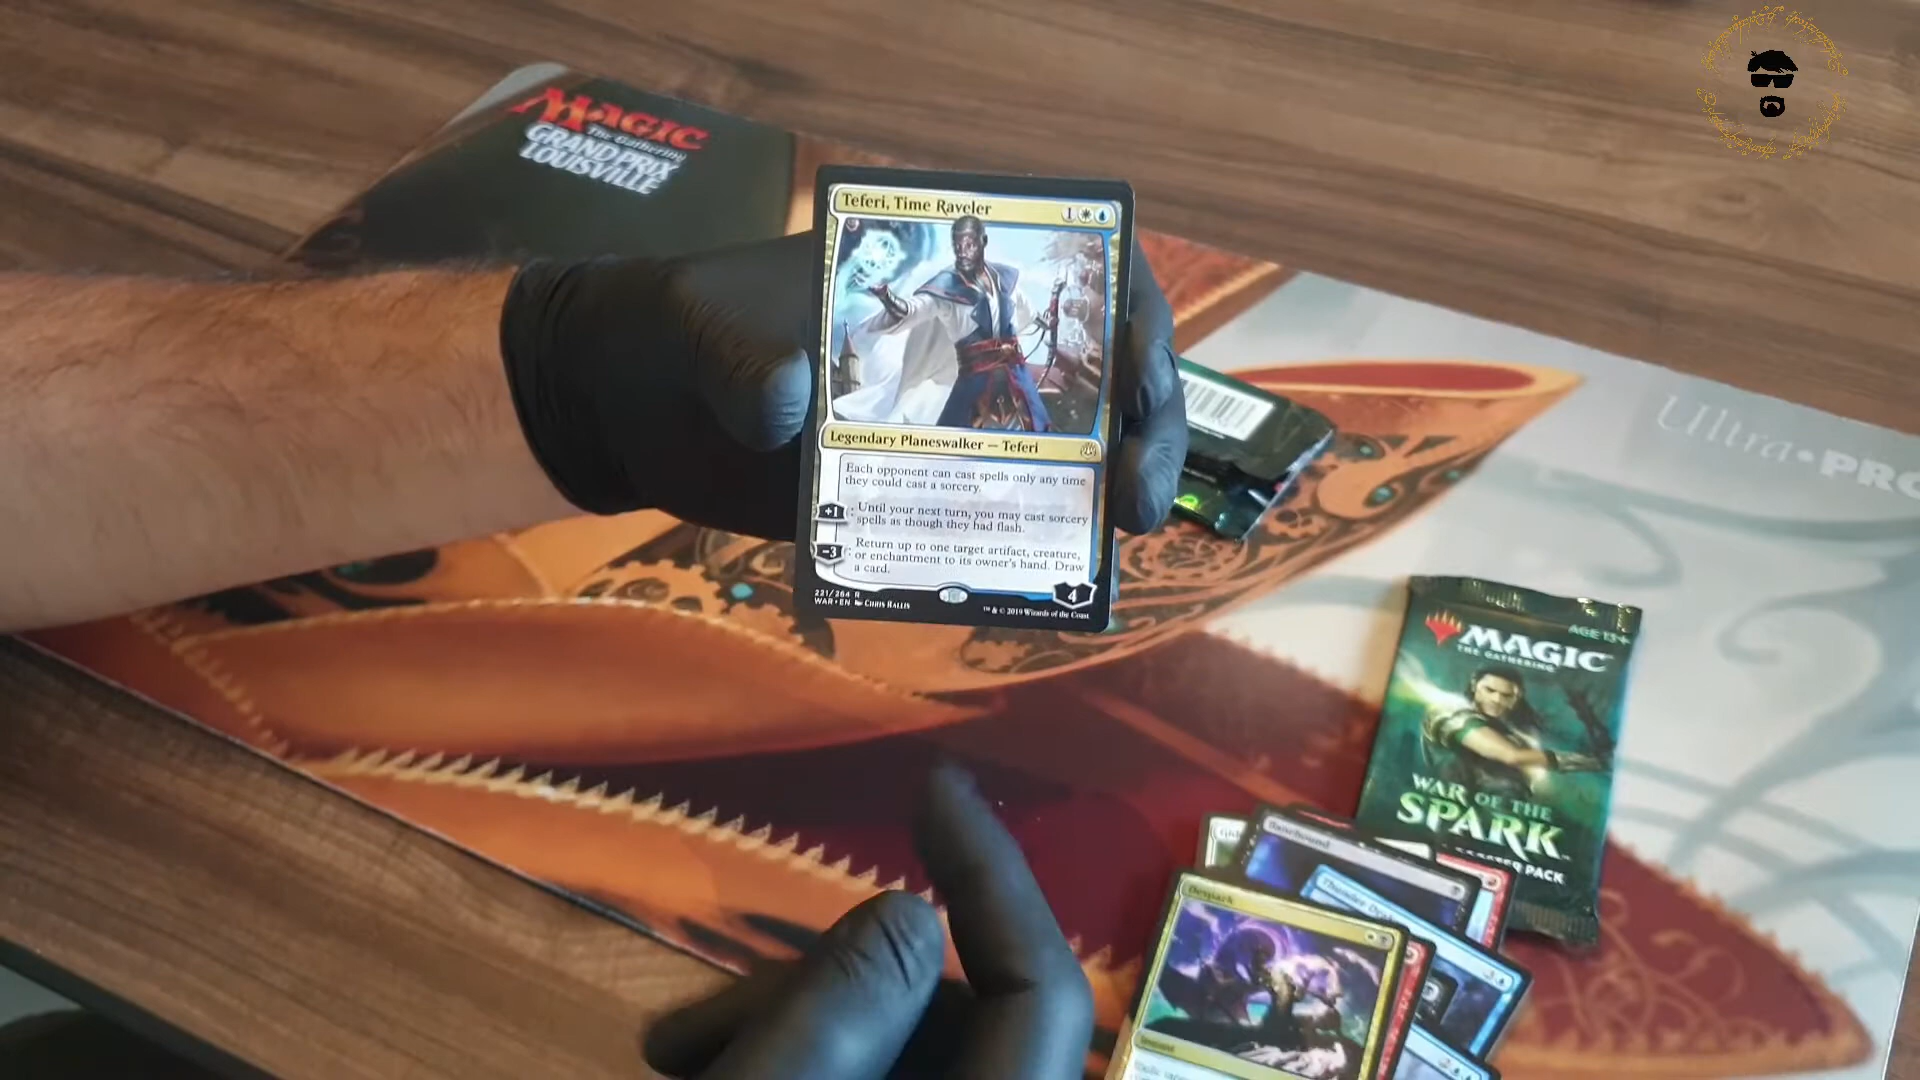 MAGIC
The Gathering
GRAND PRIX
LOUISVILLE
Teferi, Time Raveler
1
Legendary Planeswalker — Teferi
Each opponent can cast spells only any time
they could cast a sorcery.
+1: Until your next turn, you may cast sorcery
spells as though they had flash.
−3: Return up to one target artifact, creature,
or enchantment to its owner's hand. Draw
a card.
4
221/264 R
WAR • EN Chris Rallis
™ & © 2019 Wizards of the Coast
Ultra•PRO
MAGIC
THE GATHERING
AGE 13+
WAR OF THE
SPARK
PACK
Despark
Instant